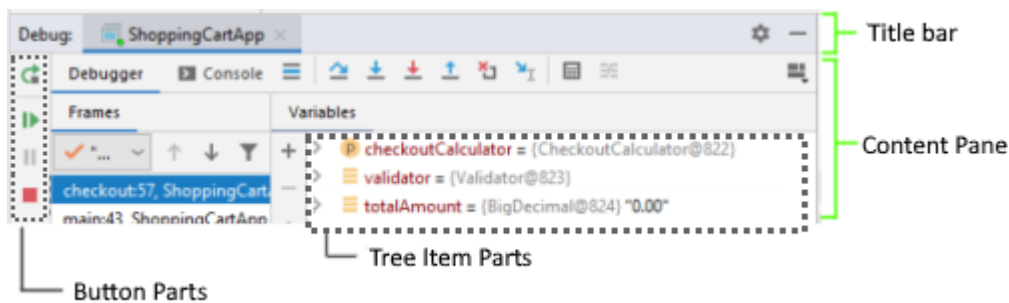 Debug: ShoppingCartApp
Title bar
Debugger Console
Frames Variables
"... checkoutCalculator = {CheckoutCalculator@822}
Content Pane
checkout:57, ShoppingCart validator = {Validator@823}
main:43, ShoppingCartApp totalAmount = {BigDecimal@824} "0.00"
Tree Item Parts
Button Parts